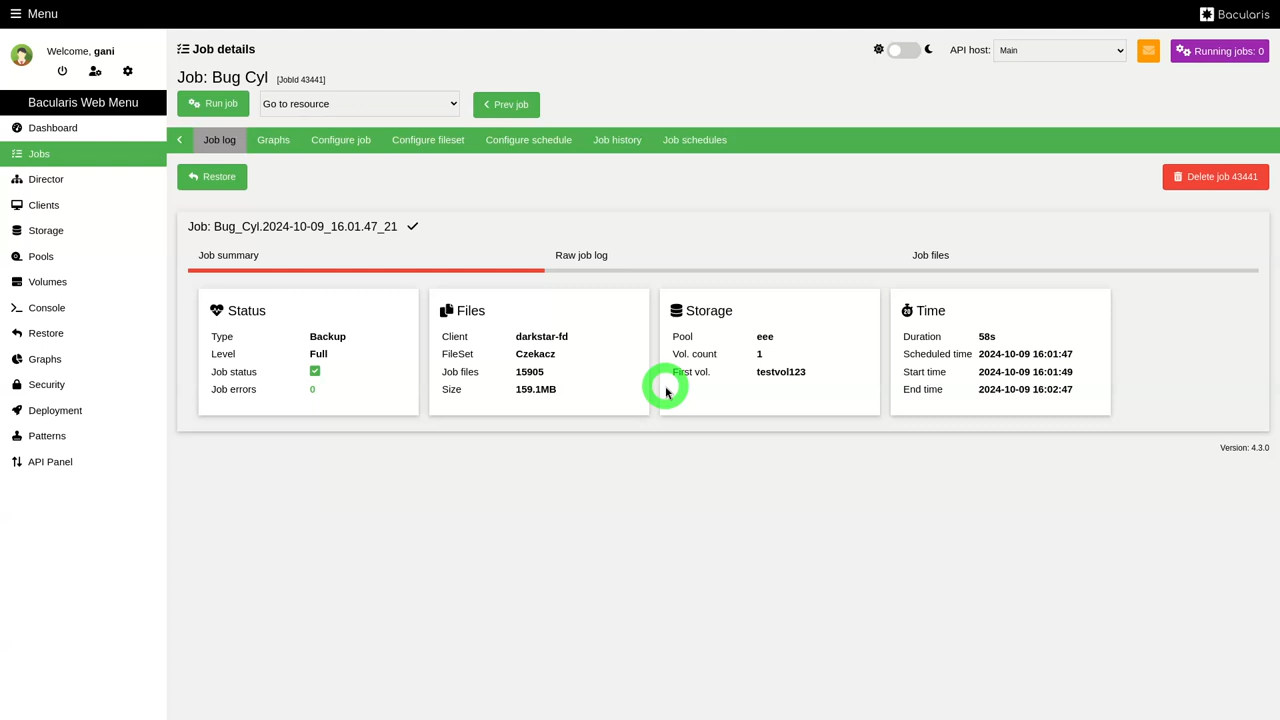 Menu
Bacularis
Welcome, gani
Bacularis Web Menu
Dashboard
Jobs
Director
Clients
Storage
Pools
Volumes
Console
Restore
Graphs
Security
Deployment
Patterns
API Panel
Job details
API host: Main
Running jobs: 0
Job: Bug Cyl [JobId 43441]
Run job Go to resource Prev job
Job log Graphs Configure job Configure fileset Configure schedule Job history Job schedules
Restore Delete job 43441
Job: Bug_Cyl.2024-10-09_16.01.47_21
Job summary Raw job log Job files
Status
Type Backup
Level Full
Job status
Job errors 0
Files
Client darkstar-fd
FileSet Czekacz
Job files 15905
Size 159.1MB
Storage
Pool eee
Vol. count 1
First vol. testvol123
Time
Duration 58s
Scheduled time 2024-10-09 16:01:47
Start time 2024-10-09 16:01:49
End time 2024-10-09 16:02:47
Version: 4.3.0